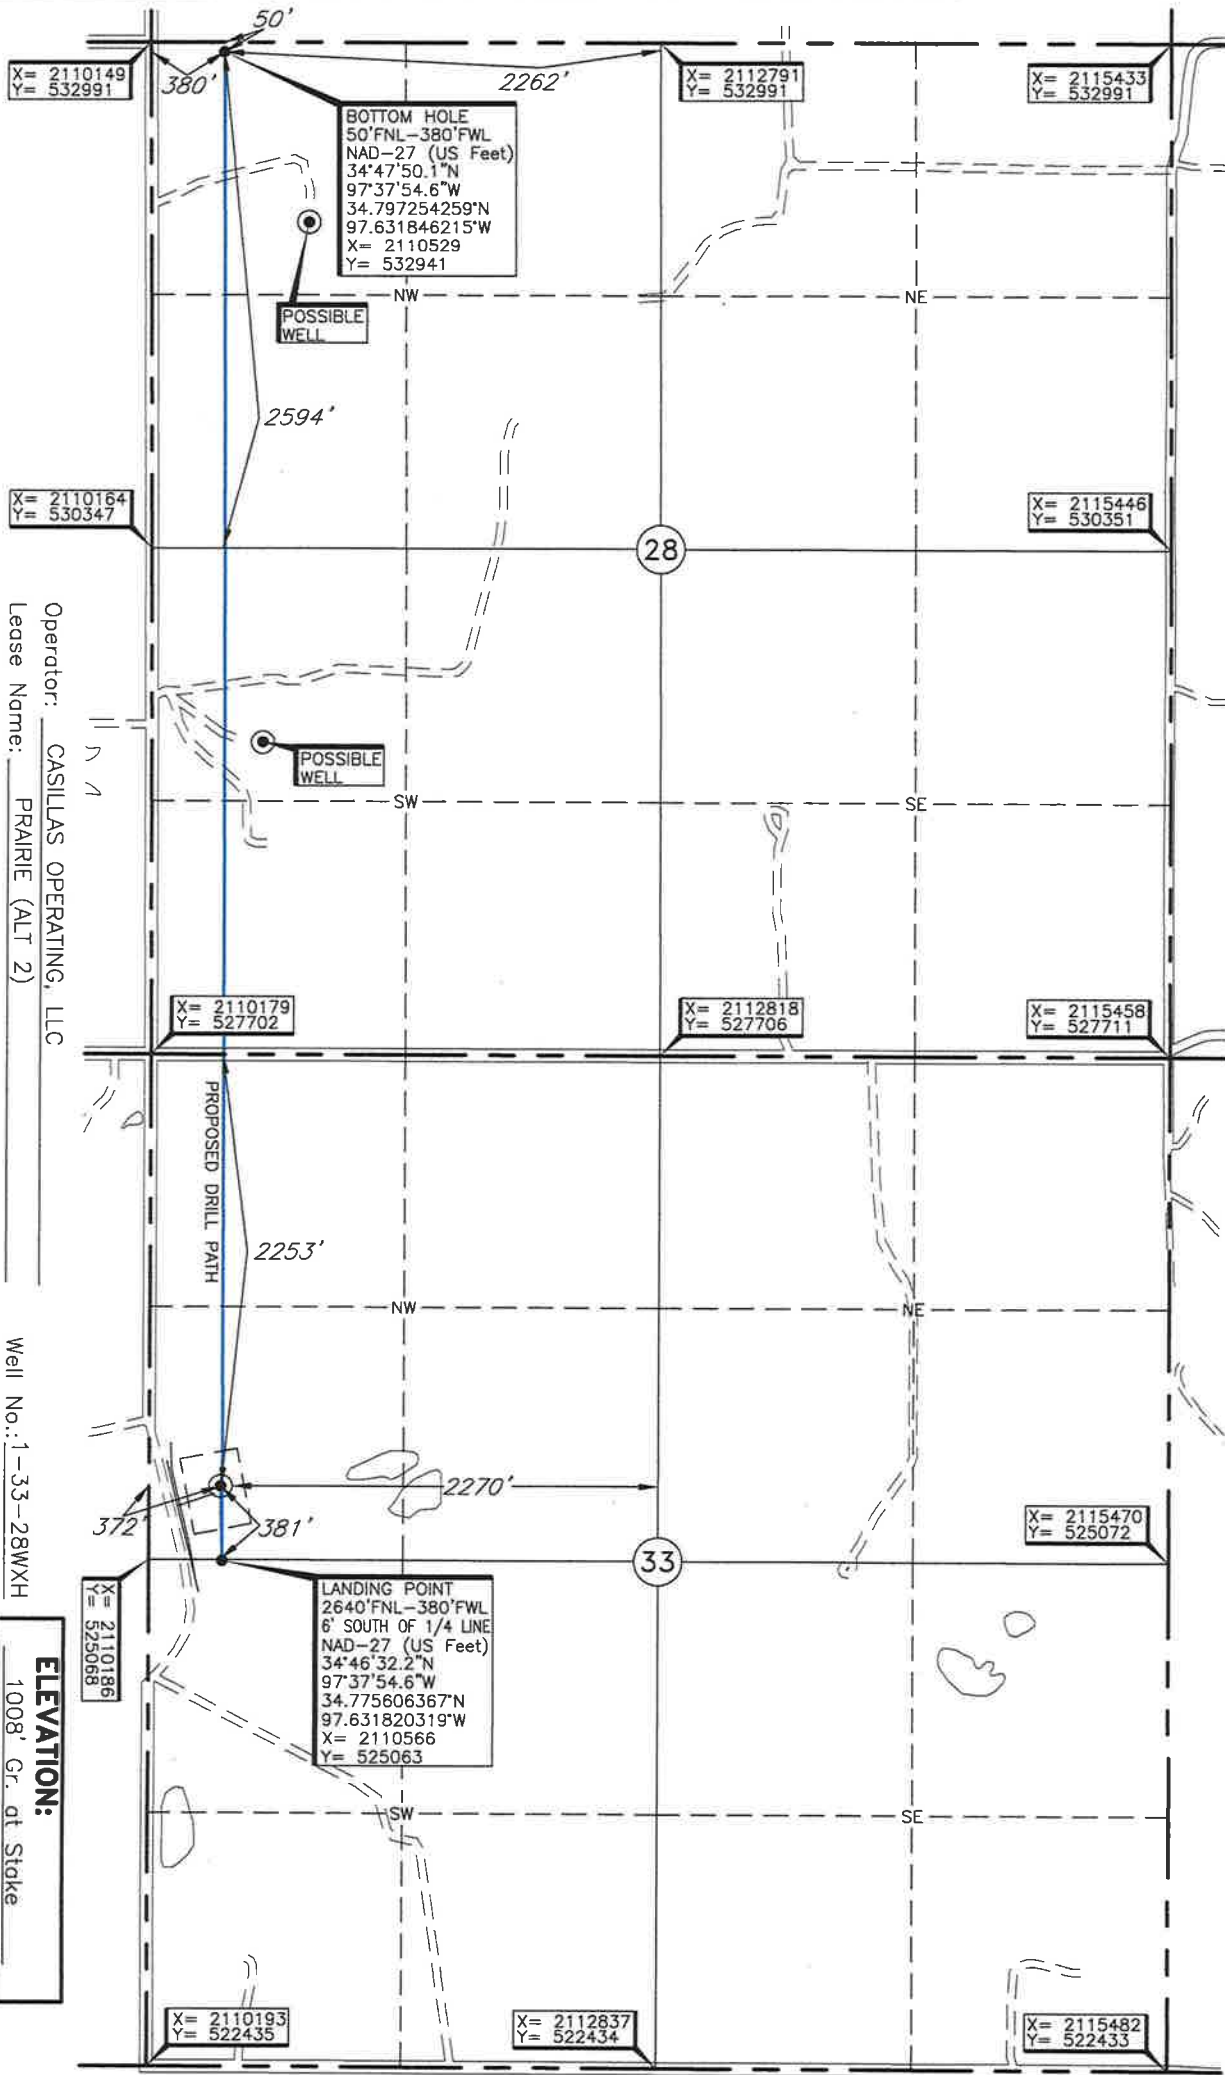 50'
X= 2110149
Y= 532991
380'
2262'
X= 2112791
Y= 532991
X= 2115433
Y= 532991
BOTTOM HOLE
50'FNL-380'FWL
NAD-27 (US Feet)
34°47'50.1"N
97°37'54.6"W
34.797254259°N
97.631846215°W
X= 2110529
Y= 532941
NW
NE
POSSIBLE
WELL
2594'
X= 2110164
Y= 530347
X= 2115446
Y= 530351
28
POSSIBLE
WELL
SW
SE
X= 2110179
Y= 527702
X= 2112818
Y= 527706
X= 2115458
Y= 527711
PROPOSED DRILL PATH
2253'
NW
NE
2270'
372'
381'
X= 2115470
Y= 525072
33
X= 2110186
Y= 525068
LANDING POINT
2640'FNL-380'FWL
6' SOUTH OF 1/4 LINE
NAD-27 (US Feet)
34°46'32.2"N
97°37'54.6"W
34.775606367°N
97.631820319°W
X= 2110566
Y= 525063
SW
SE
X= 2110193
Y= 522435
X= 2112837
Y= 522434
X= 2115482
Y= 522433
Operator: CASILLAS OPERATING, LLC
Lease Name: PRAIRIE (ALT 2)
Well No.: 1-33-28WXH
ELEVATION:
1008' Gr. at Stake